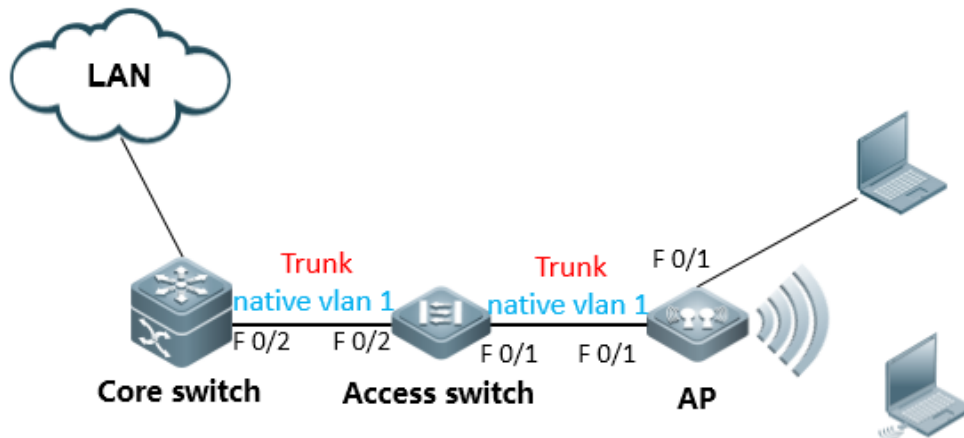 LAN
F 0/1
Trunk
Trunk
native vlan 1
native vlan 1
F 0/2
F 0/2
F 0/1
F 0/1
Core switch
Access switch
AP